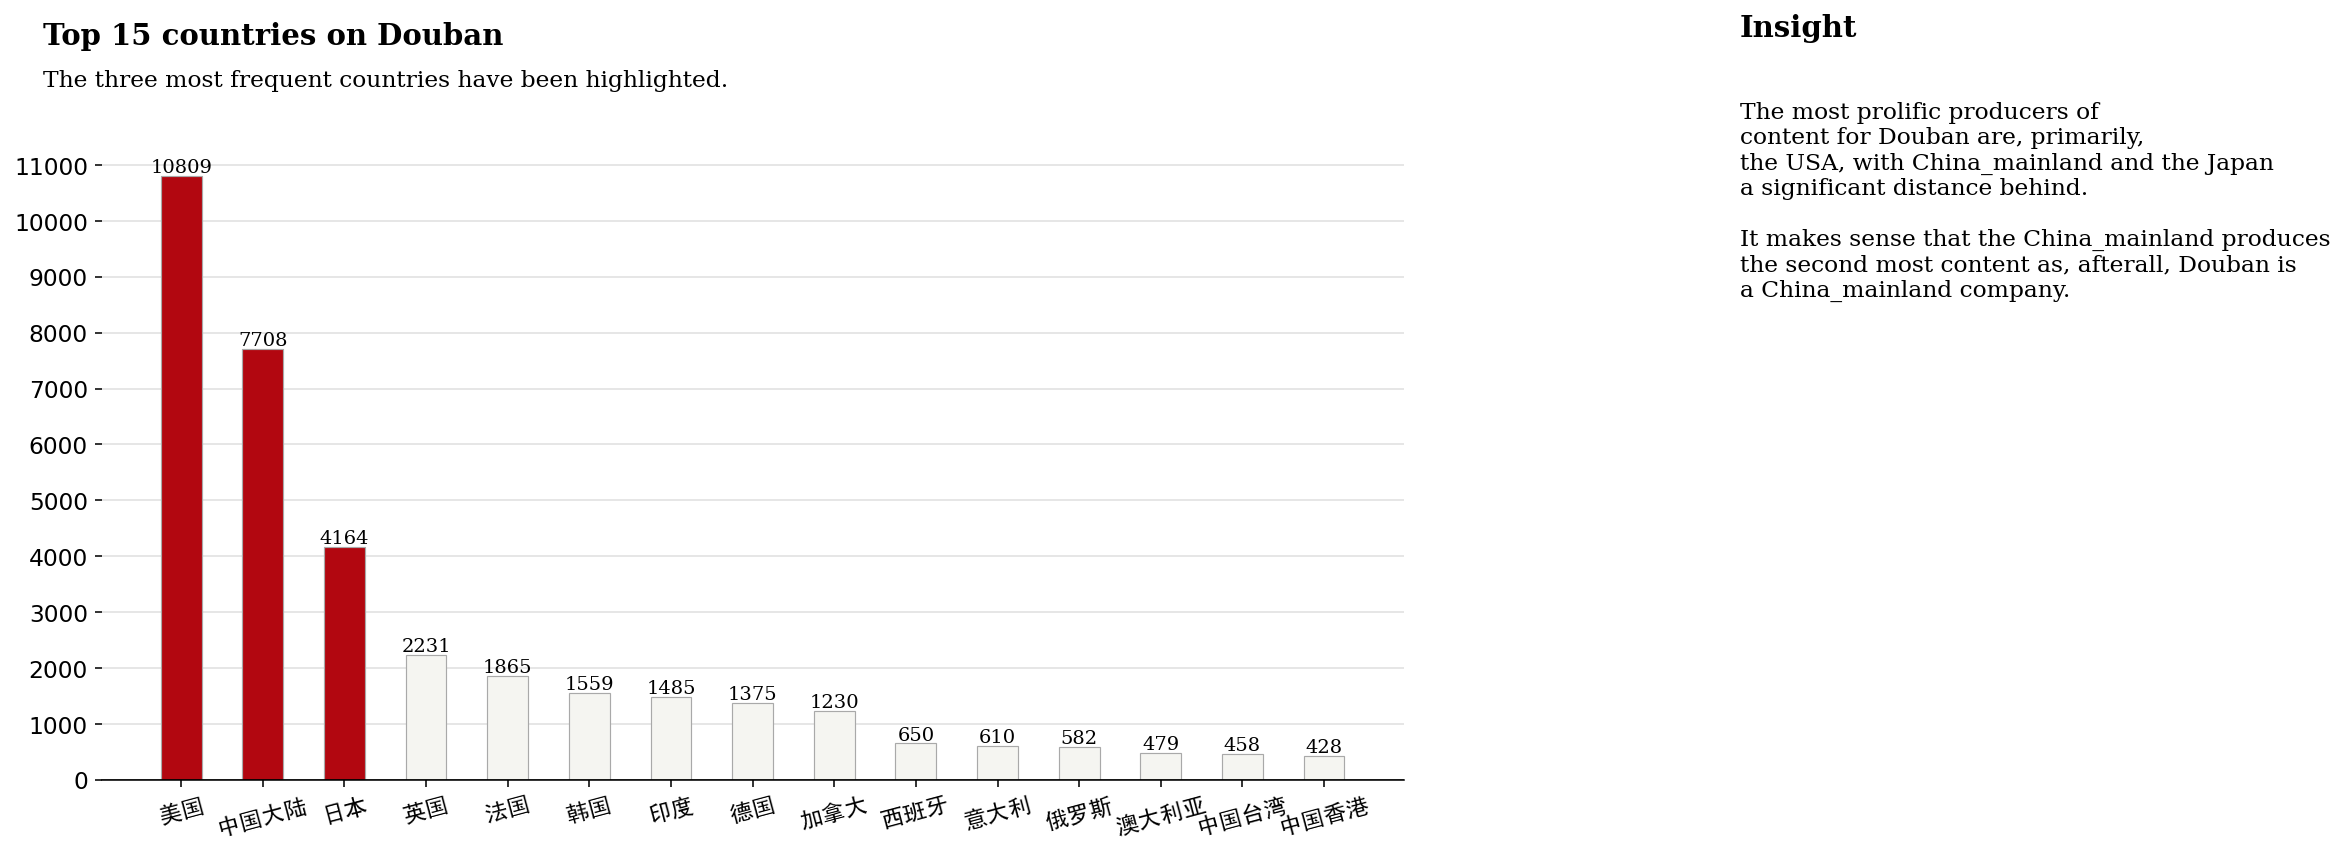 Top 15 countries on Douban
The three most frequent countries have been highlighted.
11000
10000
9000
8000
7000
6000
5000
4000
3000
2000
1000
0
10809
7708
4164
2231
1865
1559
1485
1375
1230
650
610
582
479
458
428
美国
中国大陆
日本
英国
法国
韩国
印度
德国
加拿大
西班牙
意大利
俄罗斯
澳大利亚
中国台湾
中国香港
Insight
The most prolific producers of
content for Douban are, primarily,
the USA, with China_mainland and the Japan
a significant distance behind.
It makes sense that the China_mainland produces
the second most content as, afterall, Douban is
a China_mainland company.